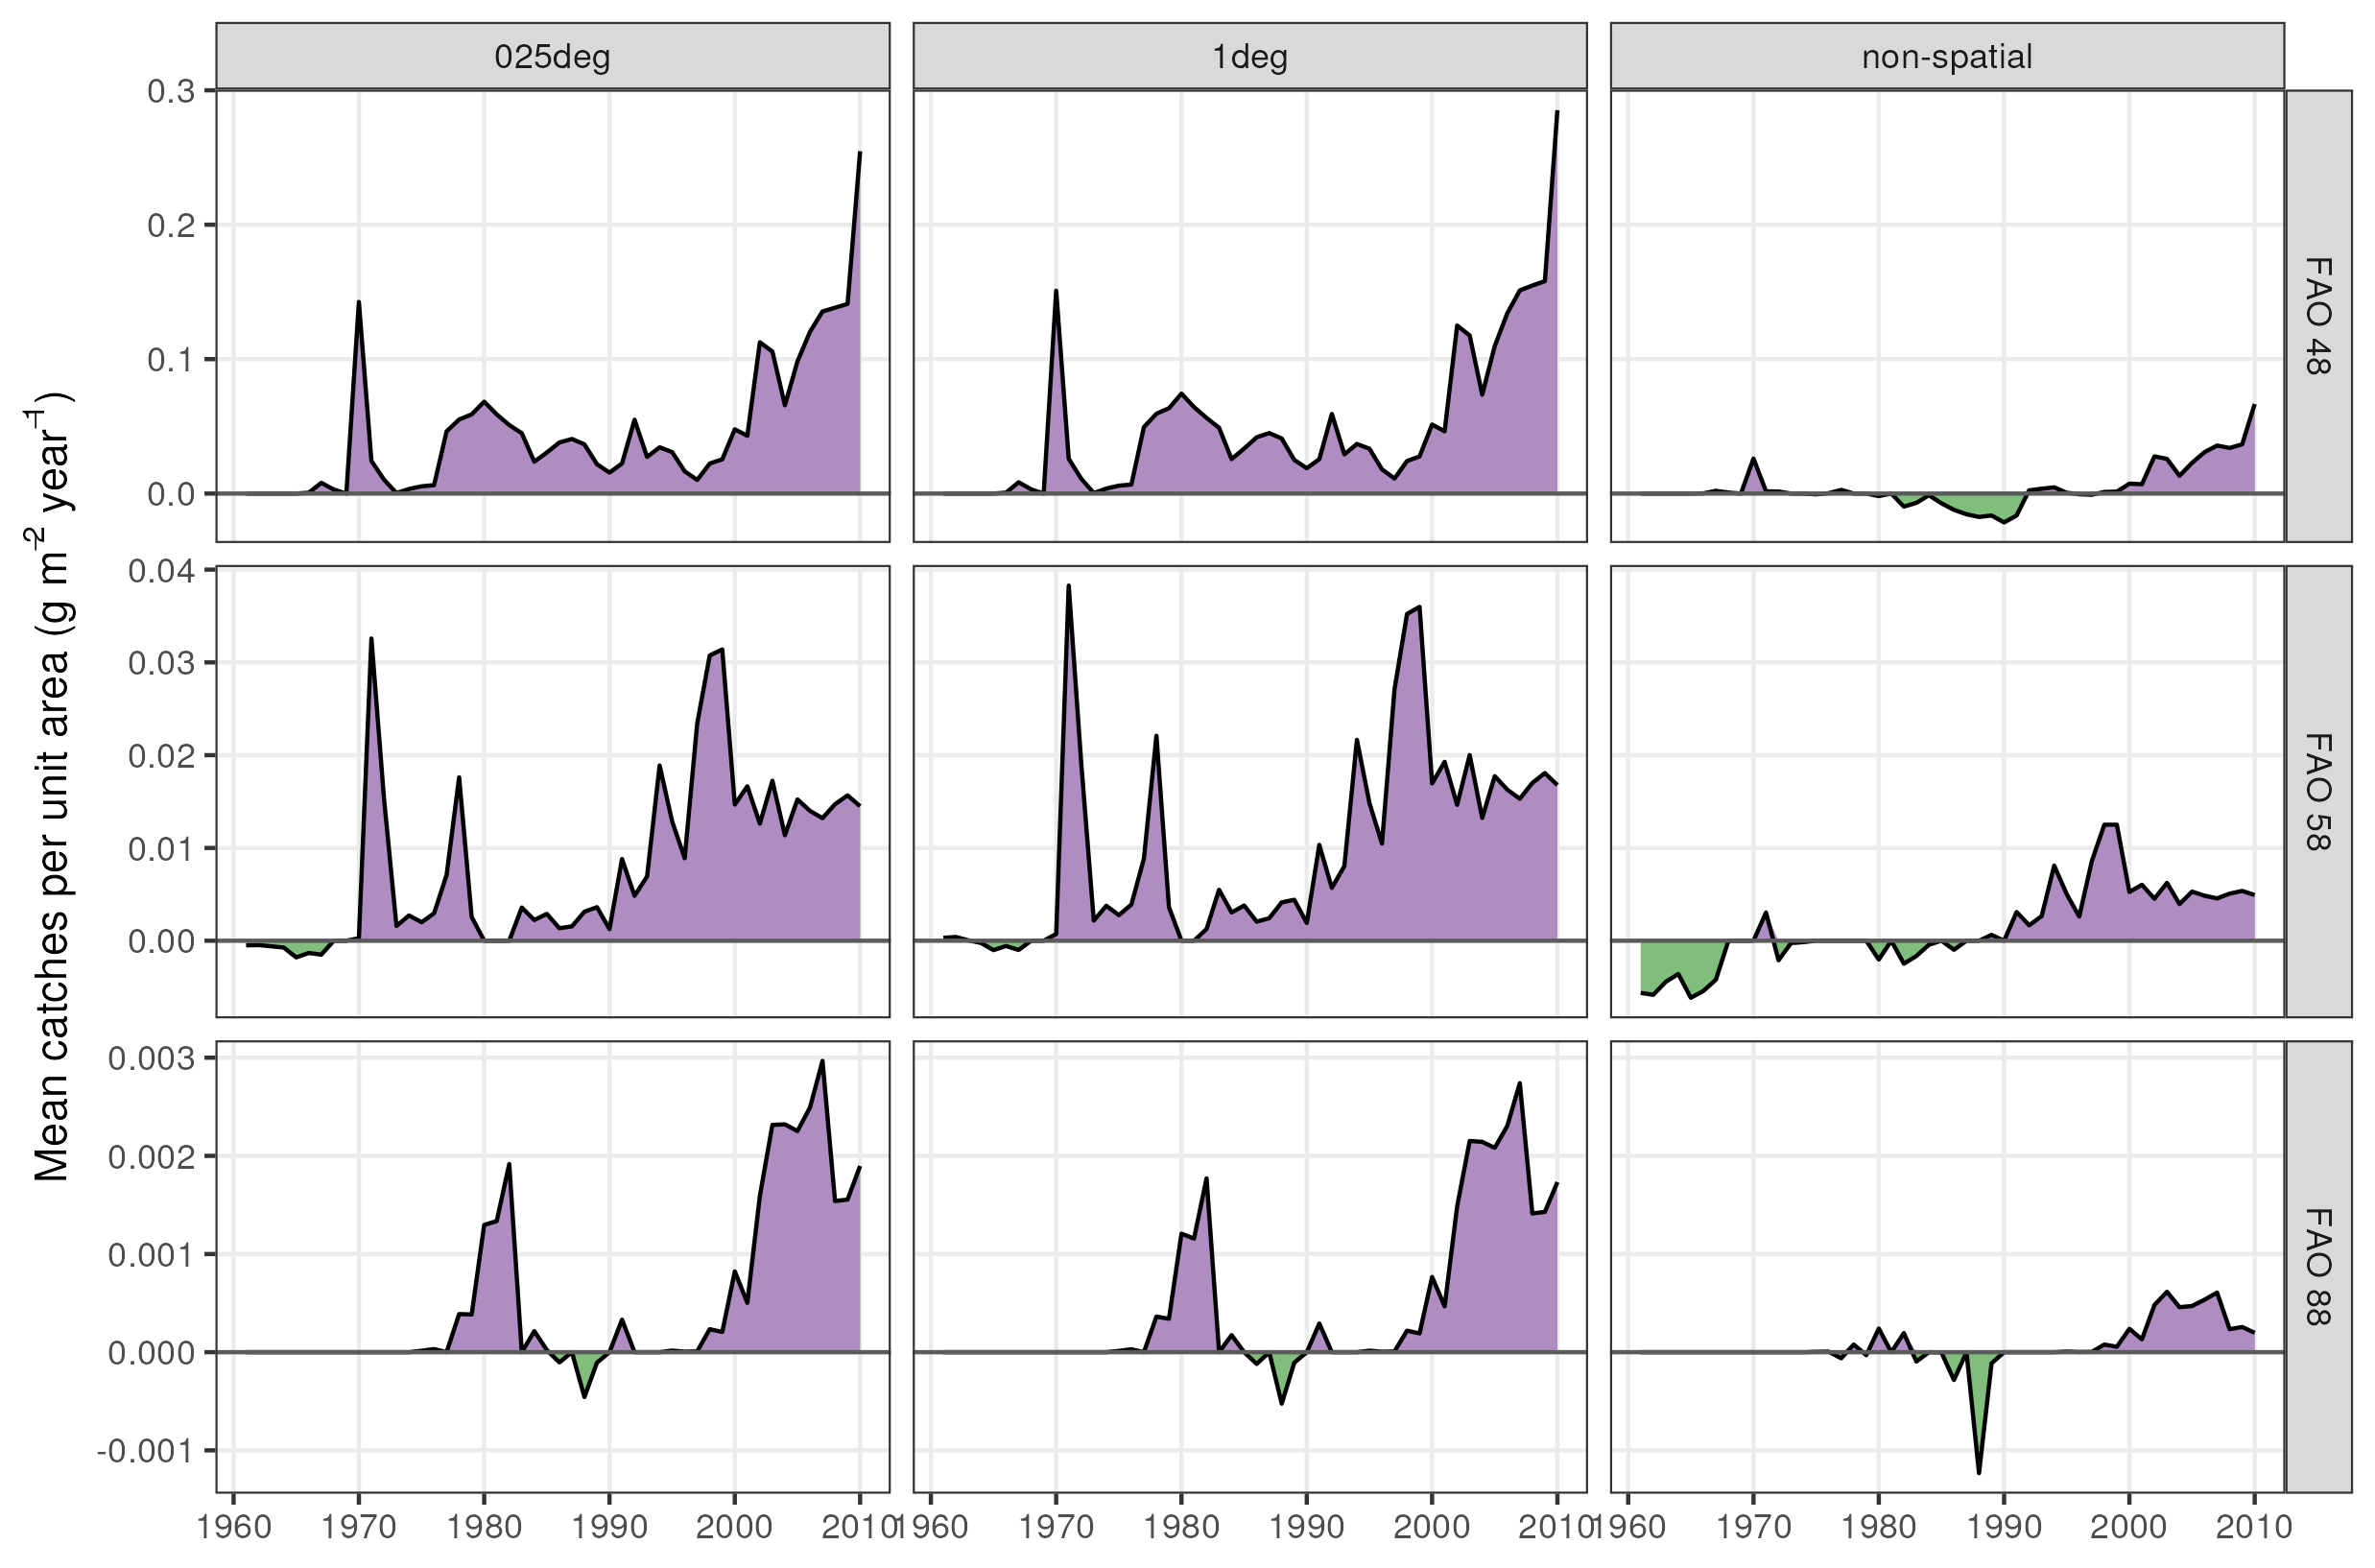 025deg
1deg
non-spatial
0.3
0.2
0.1
0.0
FAO 48
Mean catches per unit area (g m⁻² year⁻¹)
0.04
0.03
0.02
0.01
0.00
FAO 58
0.003
0.002
0.001
0.000
-0.001
FAO 88
1960 1970 1980 1990 2000 2010 1960 1970 1980 1990 2000 2010 1960 1970 1980 1990 2000 2010